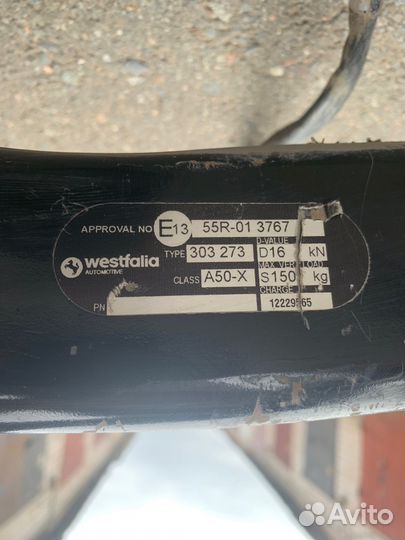 APPROVAL NO E13 55R-01 3767
TYPE 303 273 D-VALUE D16 kN
westfalia
AUTOMOTIVE
CLASS A50-X MAX VERT LOAD S150 kg
PN CHARGE
Avito